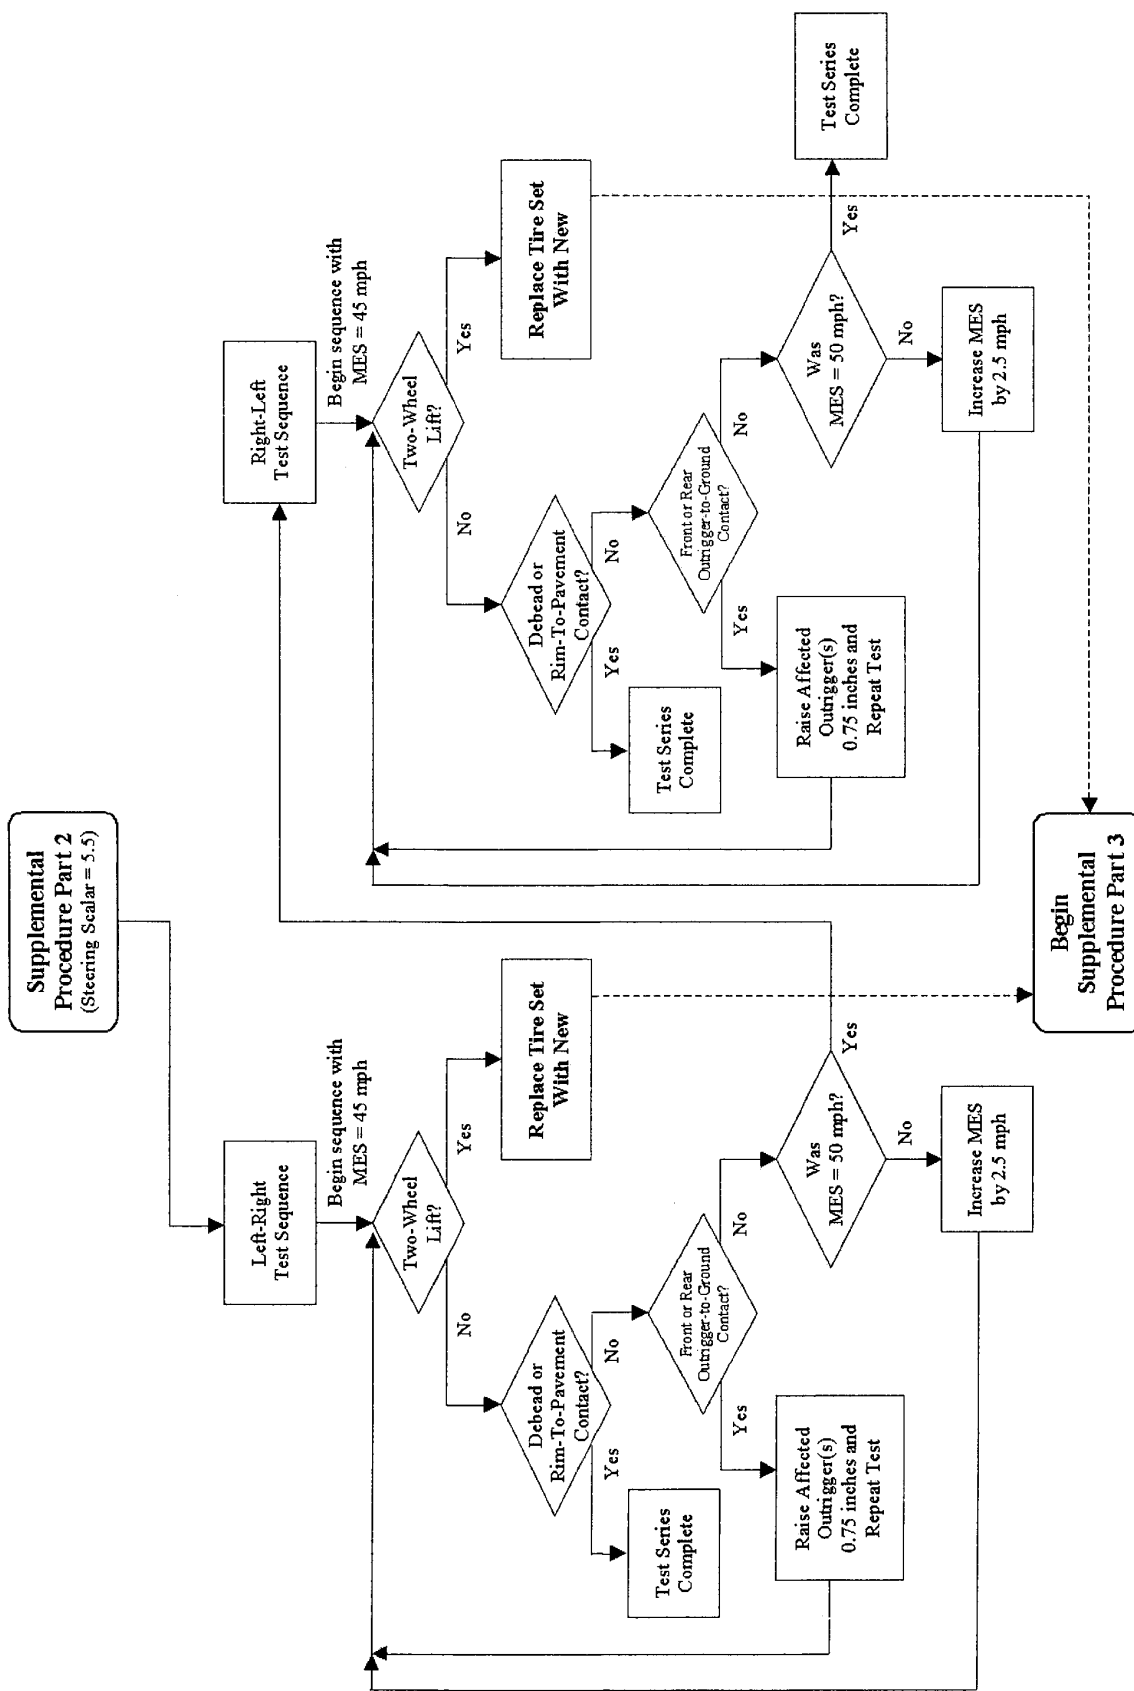 Supplemental
Procedure Part 2
(Steering Scalar = 5.5)
Left-Right
Test Sequence
Begin sequence with
MES = 45 mph
Two-Wheel
Lift?
Yes
No
Replace Tire Set
With New
Debead or
Rim-To-Pavement
Contact?
Yes
No
Test Series
Complete
Front or Rear
Outrigger-to-Ground
Contact?
Yes
No
Raise Affected
Outrigger(s)
0.75 inches and
Repeat Test
Was
MES = 50 mph?
Yes
No
Increase MES
by 2.5 mph
Right-Left
Test Sequence
Begin sequence with
MES = 45 mph
Two-Wheel
Lift?
Yes
No
Replace Tire Set
With New
Debead or
Rim-To-Pavement
Contact?
Yes
No
Test Series
Complete
Front or Rear
Outrigger-to-Ground
Contact?
Yes
No
Raise Affected
Outrigger(s)
0.75 inches and
Repeat Test
Was
MES = 50 mph?
Yes
No
Test Series
Complete
Increase MES
by 2.5 mph
Begin
Supplemental
Procedure Part 3